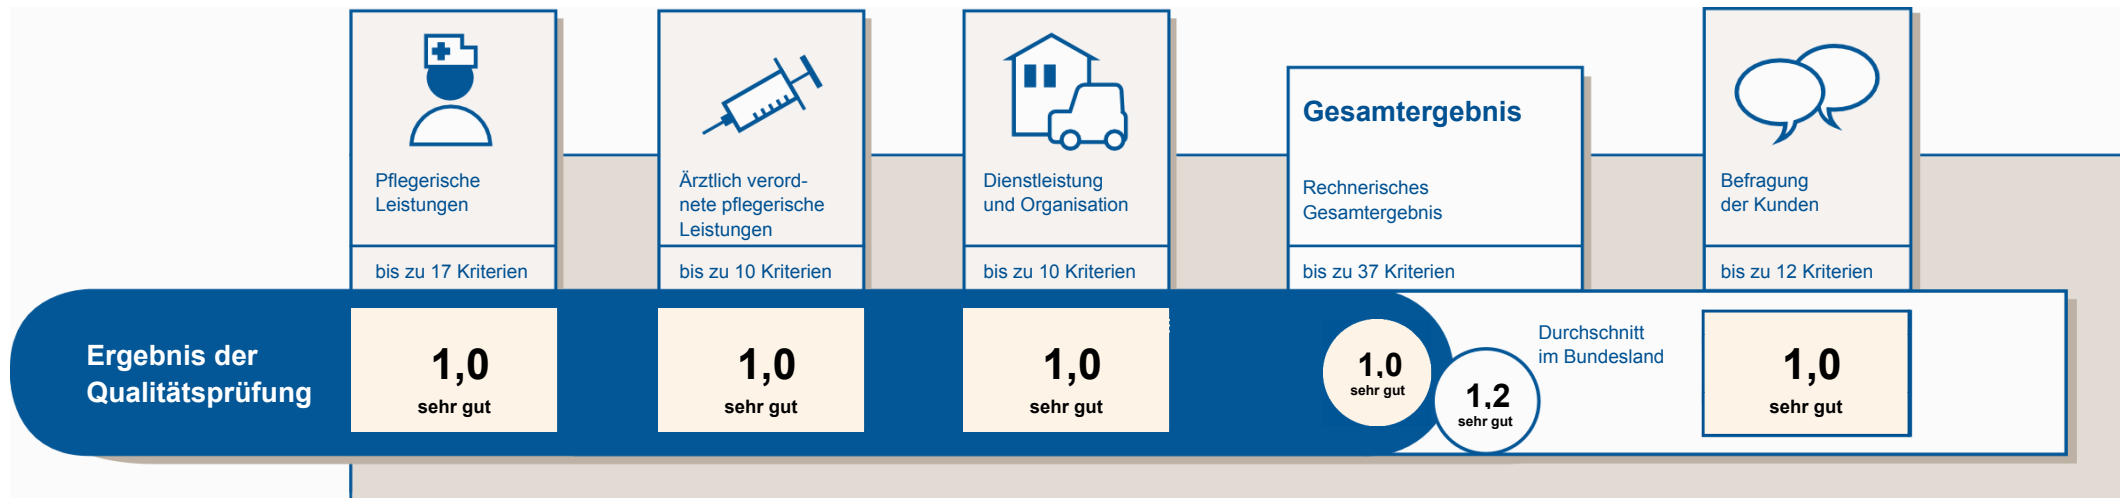 Pflegerische
Leistungen
bis zu 17 Kriterien
Ärztlich verord-
nete pflegerische
Leistungen
bis zu 10 Kriterien
Dienstleistung
und Organisation
bis zu 10 Kriterien
Gesamtergebnis
Rechnerisches
Gesamtergebnis
bis zu 37 Kriterien
Befragung
der Kunden
bis zu 12 Kriterien
Ergebnis der
Qualitätsprüfung
1,0
sehr gut
1,0
sehr gut
1,0
sehr gut
1,0
sehr gut
1,2
sehr gut
Durchschnitt
im Bundesland
1,0
sehr gut